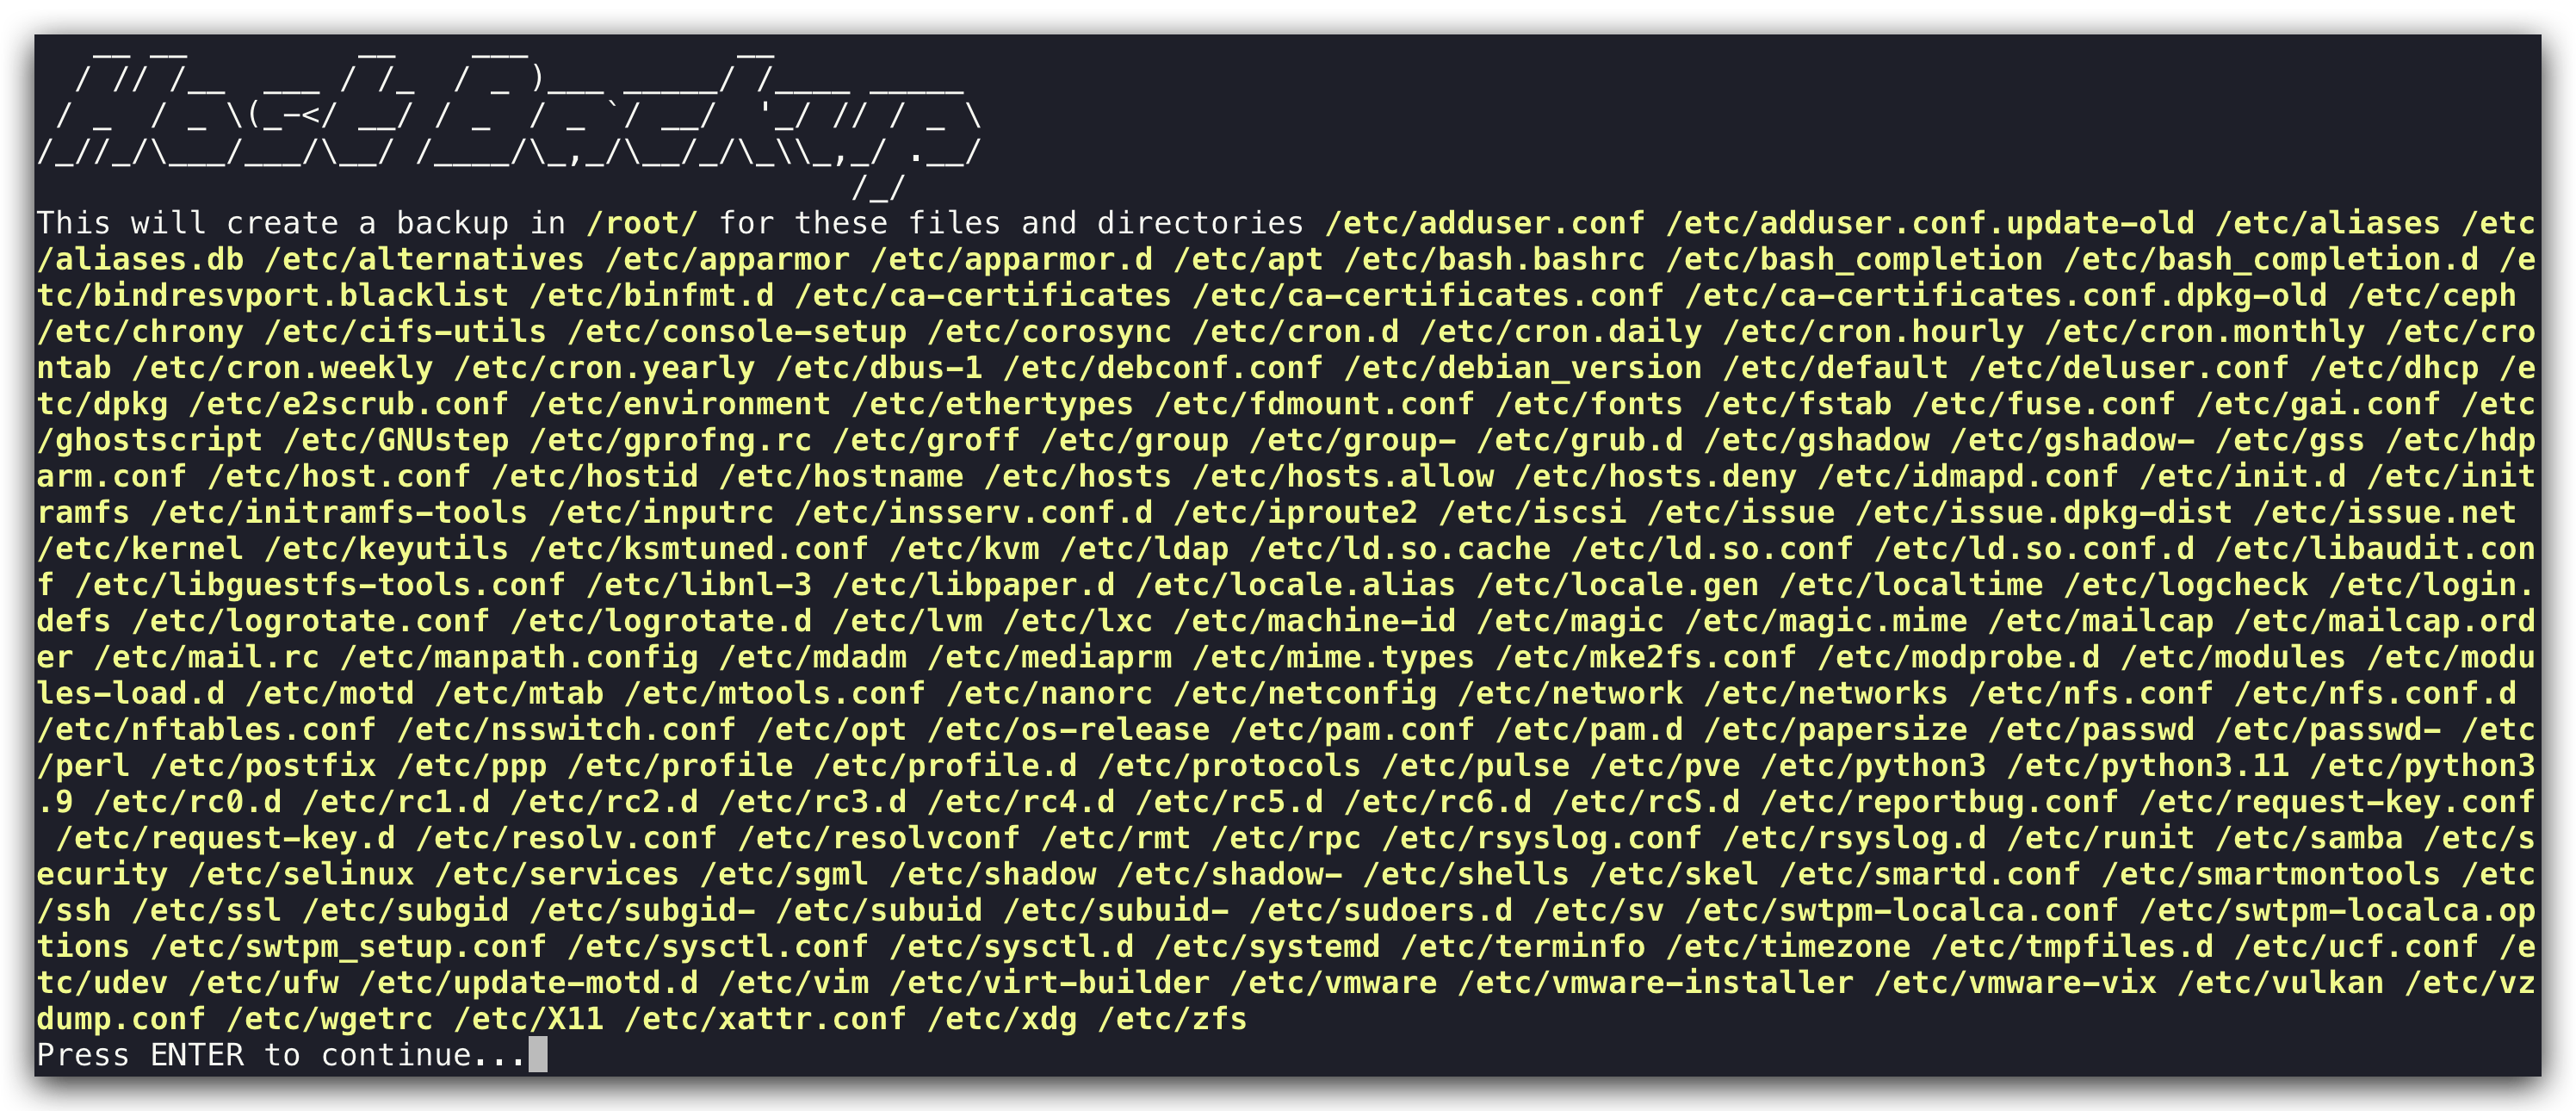 Host Backup
This will create a backup in /root/ for these files and directories /etc/adduser.conf /etc/adduser.conf.update-old /etc/aliases /etc
/aliases.db /etc/alternatives /etc/apparmor /etc/apparmor.d /etc/apt /etc/bash.bashrc /etc/bash_completion /etc/bash_completion.d /e
tc/bindresvport.blacklist /etc/binfmt.d /etc/ca-certificates /etc/ca-certificates.conf /etc/ca-certificates.conf.dpkg-old /etc/ceph
/etc/chrony /etc/cifs-utils /etc/console-setup /etc/corosync /etc/cron.d /etc/cron.daily /etc/cron.hourly /etc/cron.monthly /etc/cro
ntab /etc/cron.weekly /etc/cron.yearly /etc/dbus-1 /etc/debconf.conf /etc/debian_version /etc/default /etc/deluser.conf /etc/dhcp /e
tc/dpkg /etc/e2scrub.conf /etc/environment /etc/ethertypes /etc/fdmount.conf /etc/fonts /etc/fstab /etc/fuse.conf /etc/gai.conf /etc
/ghostscript /etc/GNUstep /etc/gprofng.rc /etc/groff /etc/group /etc/group- /etc/grub.d /etc/gshadow /etc/gshadow- /etc/gss /etc/hdp
arm.conf /etc/host.conf /etc/hostid /etc/hostname /etc/hosts /etc/hosts.allow /etc/hosts.deny /etc/idmapd.conf /etc/init.d /etc/init
ramfs /etc/initramfs-tools /etc/inputrc /etc/insserv.conf.d /etc/iproute2 /etc/iscsi /etc/issue /etc/issue.dpkg-dist /etc/issue.net
/etc/kernel /etc/keyutils /etc/ksmtuned.conf /etc/kvm /etc/ldap /etc/ld.so.cache /etc/ld.so.conf /etc/ld.so.conf.d /etc/libaudit.con
f /etc/libguestfs-tools.conf /etc/libnl-3 /etc/libpaper.d /etc/locale.alias /etc/locale.gen /etc/localtime /etc/logcheck /etc/login.
defs /etc/logrotate.conf /etc/logrotate.d /etc/lvm /etc/lxc /etc/machine-id /etc/magic /etc/magic.mime /etc/mailcap /etc/mailcap.ord
er /etc/mail.rc /etc/manpath.config /etc/mdadm /etc/mediaprm /etc/mime.types /etc/mke2fs.conf /etc/modprobe.d /etc/modules /etc/modu
les-load.d /etc/motd /etc/mtab /etc/mtools.conf /etc/nanorc /etc/netconfig /etc/network /etc/networks /etc/nfs.conf /etc/nfs.conf.d
/etc/nftables.conf /etc/nsswitch.conf /etc/opt /etc/os-release /etc/pam.conf /etc/pam.d /etc/papersize /etc/passwd /etc/passwd- /etc
/perl /etc/postfix /etc/ppp /etc/profile /etc/profile.d /etc/protocols /etc/pulse /etc/pve /etc/python3 /etc/python3.11 /etc/python3
.9 /etc/rc0.d /etc/rc1.d /etc/rc2.d /etc/rc3.d /etc/rc4.d /etc/rc5.d /etc/rc6.d /etc/rcS.d /etc/reportbug.conf /etc/request-key.conf
/etc/request-key.d /etc/resolv.conf /etc/resolvconf /etc/rmt /etc/rpc /etc/rsyslog.conf /etc/rsyslog.d /etc/runit /etc/samba /etc/s
ecurity /etc/selinux /etc/services /etc/sgml /etc/shadow /etc/shadow- /etc/shells /etc/skel /etc/smartd.conf /etc/smartmontools /etc
/ssh /etc/ssl /etc/subgid /etc/subgid- /etc/subuid /etc/subuid- /etc/sudoers.d /etc/sv /etc/swtpm-localca.conf /etc/swtpm-localca.op
tions /etc/swtpm_setup.conf /etc/sysctl.conf /etc/sysctl.d /etc/systemd /etc/terminfo /etc/timezone /etc/tmpfiles.d /etc/ucf.conf /e
tc/udev /etc/ufw /etc/update-motd.d /etc/vim /etc/virt-builder /etc/vmware /etc/vmware-installer /etc/vmware-vix /etc/vulkan /etc/vz
dump.conf /etc/wgetrc /etc/X11 /etc/xattr.conf /etc/xdg /etc/zfs
Press ENTER to continue...